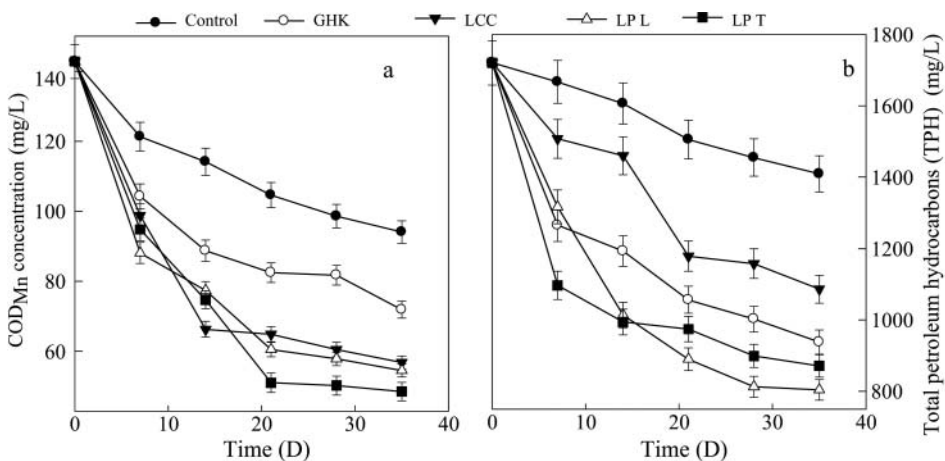 Control GHK LCC LP L LP T
a
b
COD_Mn concentration (mg/L)
140
120
100
80
60
0 10 20 30 40
Time (D)
1800
1600
1400
1200
1000
800
0 10 20 30 40
Time (D)
Total petroleum hydrocarbons (TPH) (mg/L)